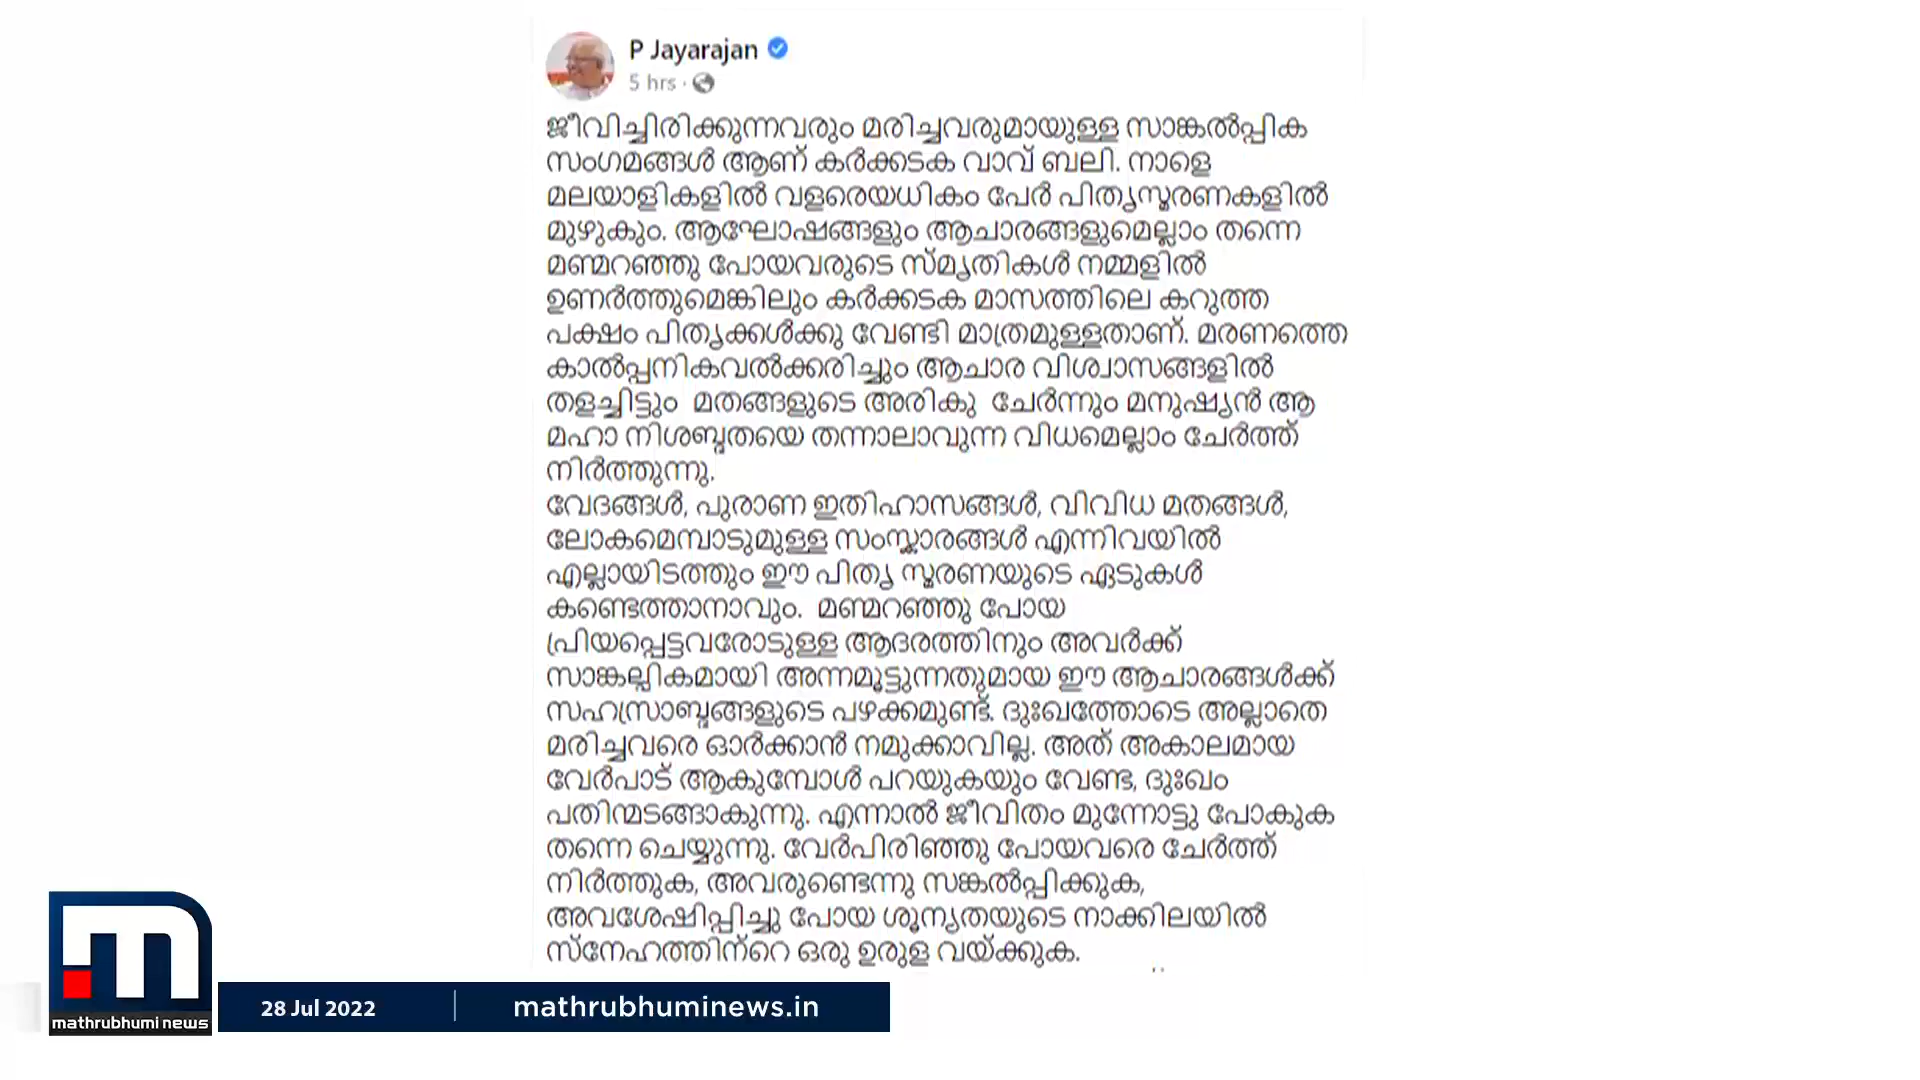 P Jayarajan
5 hrs ·
ജീവിച്ചിരിക്കുന്നവരും മരിച്ചവരുമായുള്ള സാങ്കൽപ്പിക
സംഗമങ്ങൾ ആണ് കർക്കടക വാവ് ബലി. നാളെ
മലയാളികളിൽ വളരെയധികം പേർ പിതൃസ്മരണകളിൽ
മുഴുകും. ആഘോഷങ്ങളും ആചാരങ്ങളുമെല്ലാം തന്നെ
മണ്മറഞ്ഞു പോയവരുടെ സ്മൃതികൾ നമ്മളിൽ
ഉണർത്തുമെങ്കിലും കർക്കടക മാസത്തിലെ കറുത്ത
പക്ഷം പിതൃക്കൾക്കു വേണ്ടി മാത്രമുള്ളതാണ്. മരണത്തെ
കാൽപ്പനികവൽക്കരിച്ചും ആചാര വിശ്വാസങ്ങളിൽ
തളച്ചിട്ടും  മതങ്ങളുടെ അരികു  ചേർന്നും മനുഷ്യൻ ആ
മഹാ നിശബ്ദതയെ തന്നാലാവുന്ന വിധമെല്ലാം ചേർത്ത്
നിർത്തുന്നു.
വേദങ്ങൾ, പുരാണ ഇതിഹാസങ്ങൾ, വിവിധ മതങ്ങൾ,
ലോകമെമ്പാടുമുള്ള സംസ്കാരങ്ങൾ എന്നിവയിൽ
എല്ലായിടത്തും ഈ പിതൃ സ്മരണയുടെ ഏടുകൾ
കണ്ടെത്താനാവും.  മണ്മറഞ്ഞു പോയ
പ്രിയപ്പെട്ടവരോടുള്ള ആദരത്തിനും അവർക്ക്
സാങ്കല്പികമായി അന്നമൂട്ടുന്നതുമായ ഈ ആചാരങ്ങൾക്ക്
സഹസ്രാബ്ദങ്ങളുടെ പഴക്കമുണ്ട്. ദുഃഖത്തോടെ അല്ലാതെ
മരിച്ചവരെ ഓർക്കാൻ നമുക്കാവില്ല. അത് അകാലമായ
വേർപാട് ആകുമ്പോൾ പറയുകയും വേണ്ട, ദുഃഖം
പതിന്മടങ്ങാകുന്നു. എന്നാൽ ജീവിതം മുന്നോട്ടു പോകുക
തന്നെ ചെയ്യുന്നു. വേർപിരിഞ്ഞു പോയവരെ ചേർത്ത്
നിർത്തുക, അവരുണ്ടെന്നു സങ്കൽപ്പിക്കുക,
അവശേഷിപ്പിച്ചു പോയ ശൂന്യതയുടെ നാക്കിലയിൽ
സ്നേഹത്തിന്റെ ഒരു ഉരുള വയ്ക്കുക.
mathrubhumi news
28 Jul 2022
mathrubhuminews.in